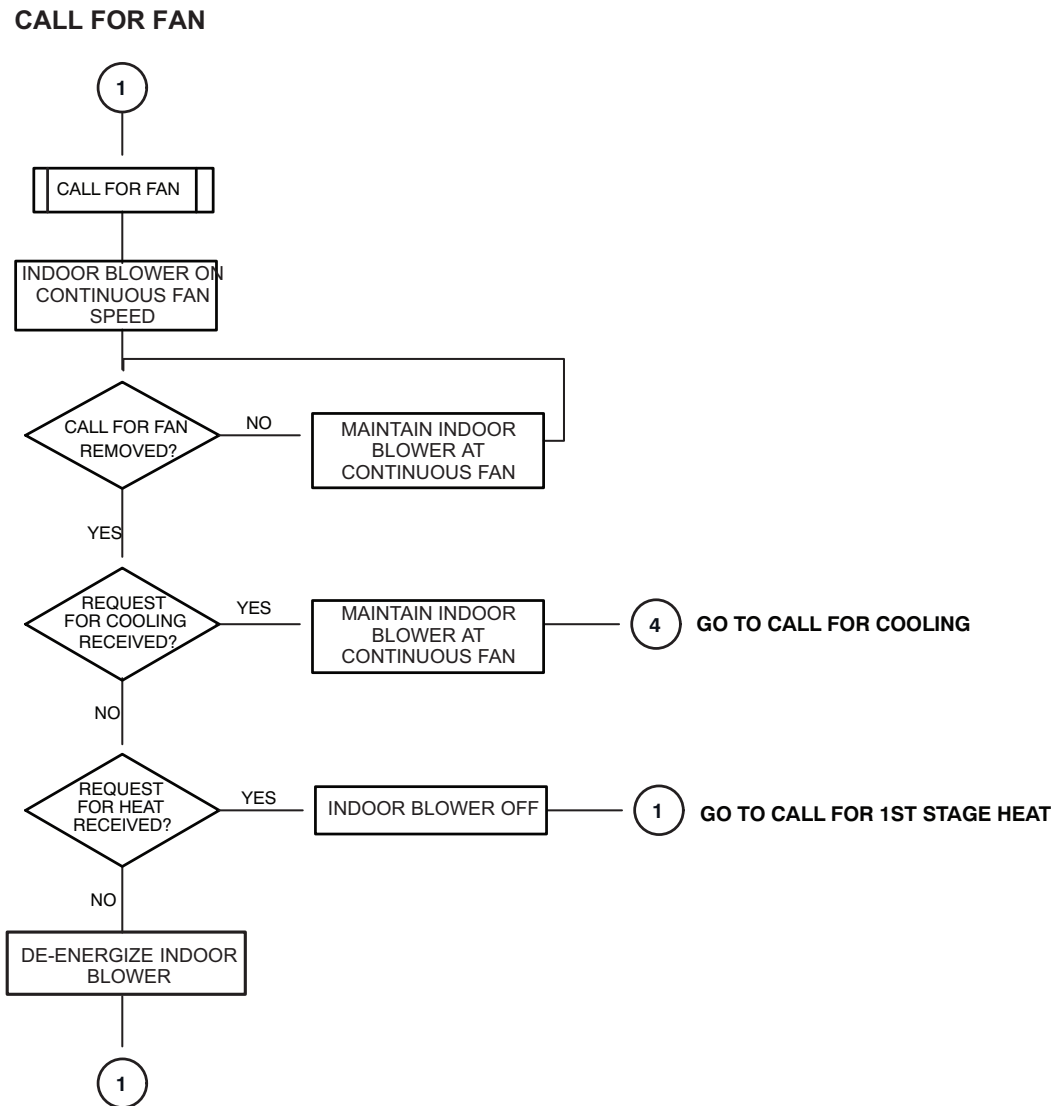 CALL FOR FAN
1
CALL FOR FAN
INDOOR BLOWER ON
CONTINUOUS FAN
SPEED
CALL FOR FAN
REMOVED?
NO
MAINTAIN INDOOR
BLOWER AT
CONTINUOUS FAN
YES
REQUEST
FOR COOLING
RECEIVED?
YES
MAINTAIN INDOOR
BLOWER AT
CONTINUOUS FAN
4
GO TO CALL FOR COOLING
NO
REQUEST
FOR HEAT
RECEIVED?
YES
INDOOR BLOWER OFF
1
GO TO CALL FOR 1ST STAGE HEAT
NO
DE-ENERGIZE INDOOR
BLOWER
1